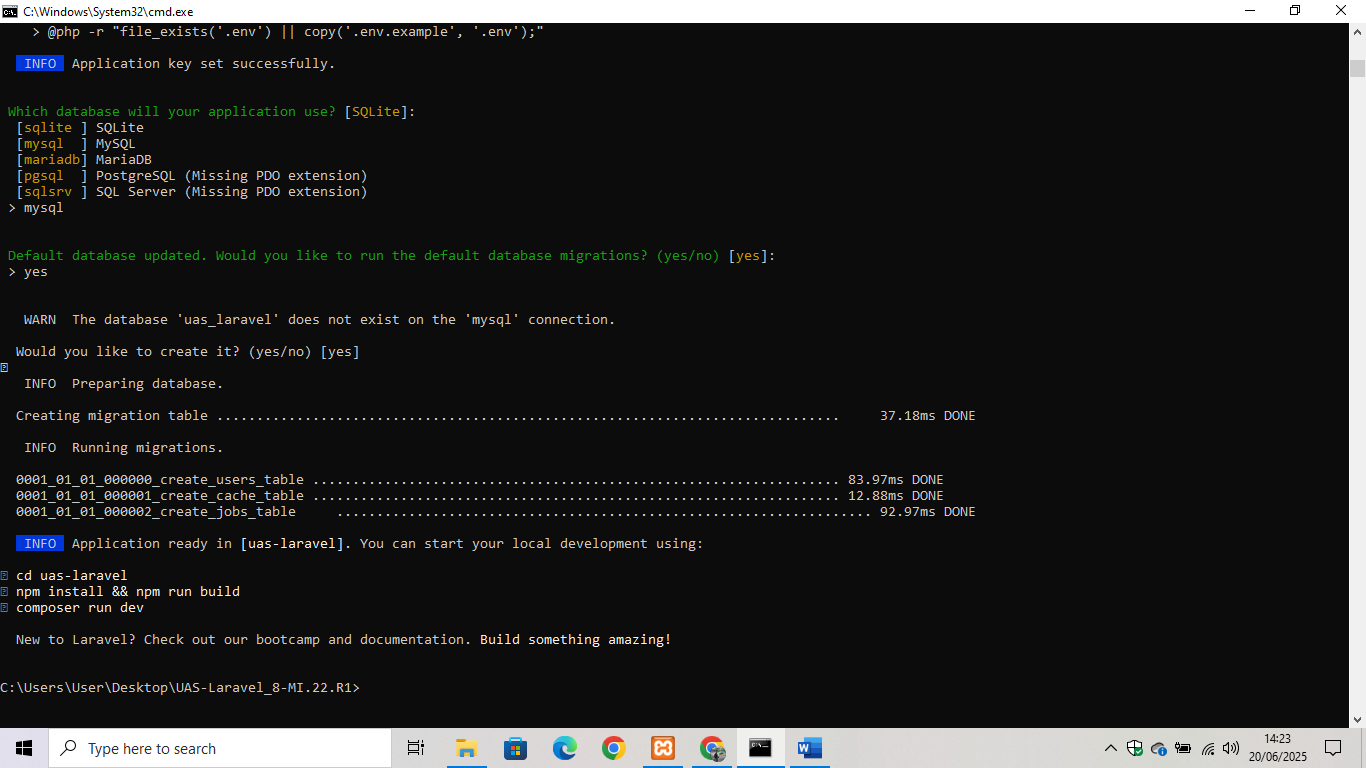 C:\Windows\System32\cmd.exe
> @php -r "file_exists('.env') || copy('.env.example', '.env');"
INFO Application key set successfully.
Which database will your application use? [SQLite]:
[sqlite ] SQLite
[mysql  ] MySQL
[mariadb] MariaDB
[pgsql  ] PostgreSQL (Missing PDO extension)
[sqlsrv ] SQL Server (Missing PDO extension)
> mysql
Default database updated. Would you like to run the default database migrations? (yes/no) [yes]:
> yes
WARN  The database 'uas_laravel' does not exist on the 'mysql' connection.
Would you like to create it? (yes/no) [yes]
INFO  Preparing database.
Creating migration table .............................................................................. 37.18ms DONE
INFO  Running migrations.
0001_01_01_000000_create_users_table .................................................................. 83.97ms DONE
0001_01_01_000001_create_cache_table .................................................................. 12.88ms DONE
0001_01_01_000002_create_jobs_table ................................................................... 92.97ms DONE
INFO Application ready in [uas-laravel]. You can start your local development using:
cd uas-laravel
npm install && npm run build
composer run dev
New to Laravel? Check out our bootcamp and documentation. Build something amazing!
C:\Users\User\Desktop\UAS-Laravel_8-MI.22.R1>
Type here to search
14:23
20/06/2025